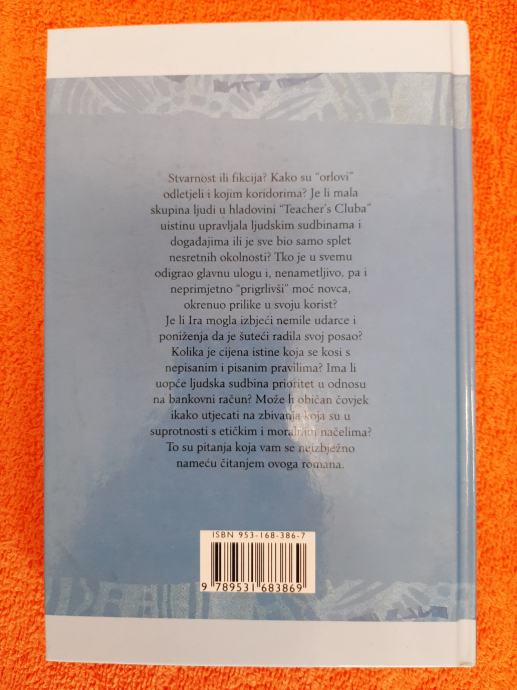 Stvarnost ili fikcija? Kako su “orlovi”
odletjeli i kojim koridorima? Je li mala
skupina ljudi u hladovini “Teacher’s Cluba”
uistinu upravljala ljudskim sudbinama i
događajima ili je sve bio samo splet
nesretnih okolnosti? Tko je u svemu
odigrao glavnu ulogu i, nenametljivo, pa i
neprimjetno “prigrlivši” moć novca,
okrenuo prilike u svoju korist?
Je li Ira mogla izbjeći nemile udarce i
poniženja da je šuteći radila svoj posao?
Kolika je cijena istine koja se kosi s
nepisanim i pisanim pravilima? Ima li
uopće ljudska sudbina prioritet u odnosu
na bankovni račun? Može li običan čovjek
ikako utjecati na zbivanja koja su u
suprotnosti s etičkim i moralnim načelima?
To su pitanja koja vam se neizbježno
nameću čitanjem ovoga romana.
ISBN 953-168-386-7
9 789531 683869